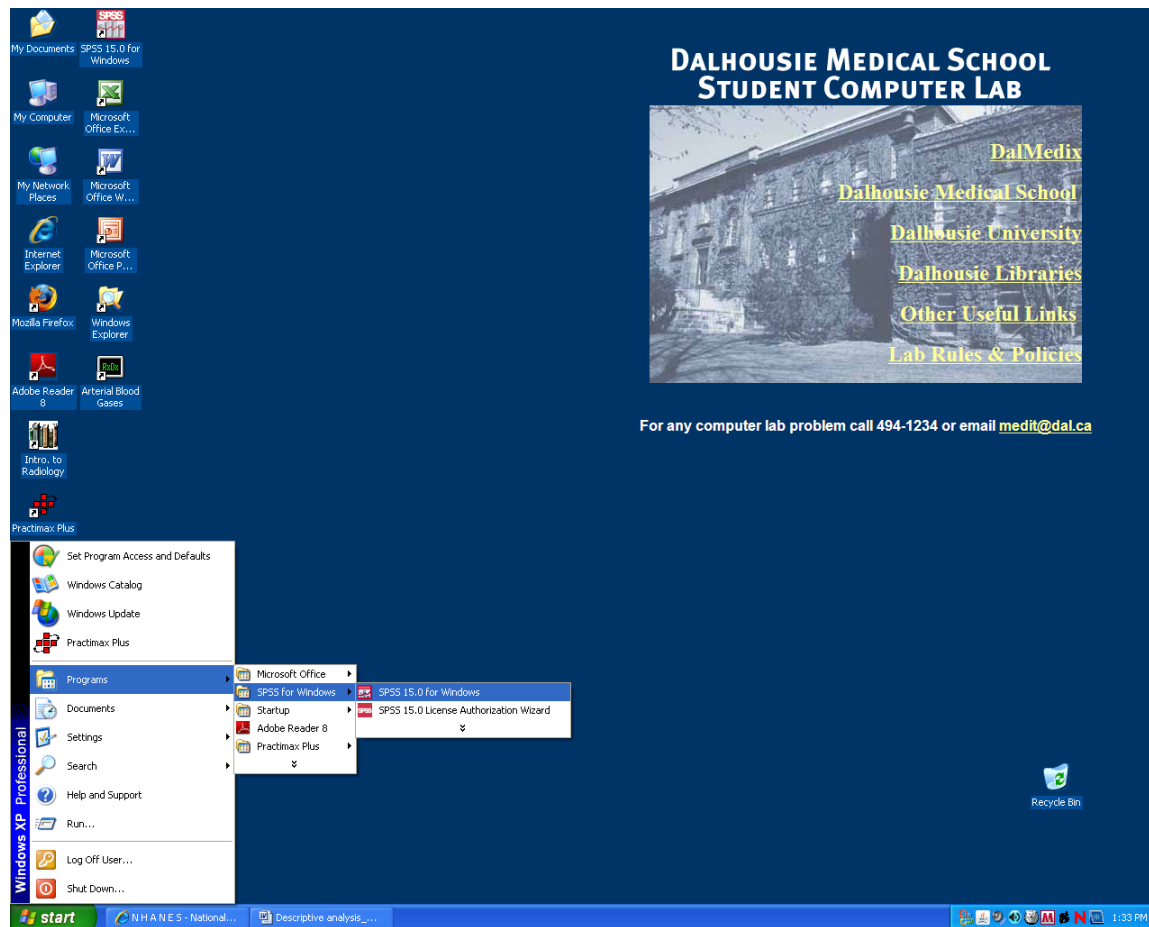 My Documents
SPSS 15.0 for
Windows
My Computer
Microsoft
Office Ex...
My Network
Places
Microsoft
Office W...
Internet
Explorer
Microsoft
Office P...
Mozilla Firefox
Windows
Explorer
Adobe Reader
8
RxDx
Arterial Blood
Gases
Intro. to
Radiology
Practimax Plus
DALHOUSIE MEDICAL SCHOOL
STUDENT COMPUTER LAB
DalMedix
Dalhousie Medical School
Dalhousie University
Dalhousie Libraries
Other Useful Links
Lab Rules & Policies
For any computer lab problem call 494-1234 or email medit@dal.ca
Windows XP Professional
Set Program Access and Defaults
Windows Catalog
Windows Update
Practimax Plus
Programs
Documents
Settings
Search
Help and Support
Run...
Log Off User...
Shut Down...
Microsoft Office
SPSS for Windows
Startup
Adobe Reader 8
Practimax Plus
SPSS 15.0 for Windows
SPSS 15.0 License Authorization Wizard
Recycle Bin
start
N H A N E S - National...
Descriptive analysis_...
1:33 PM